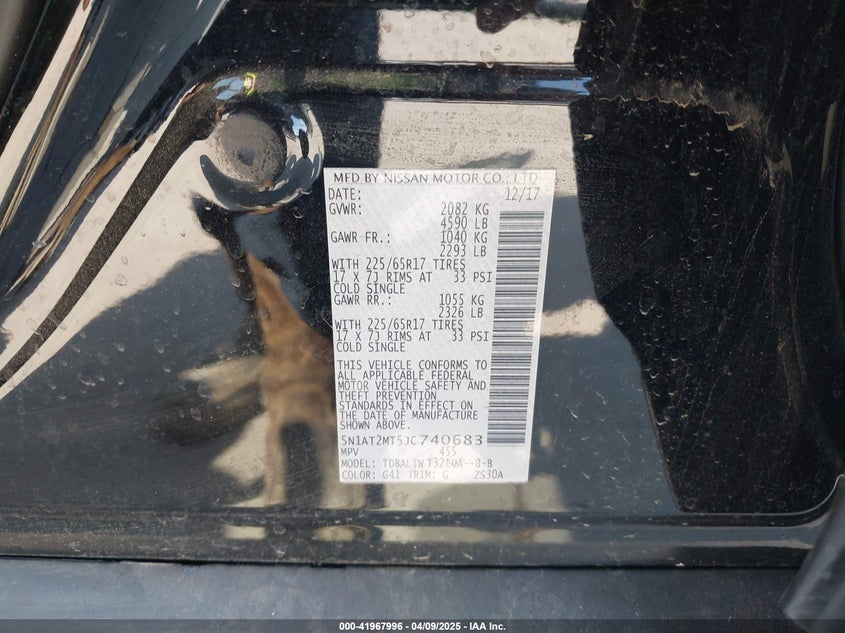 MFD BY NISSAN MOTOR CO., LTD
DATE: 12/17
GVWR: 2082 KG
4590 LB
GAWR FR.: 1040 KG
2293 LB
WITH 225/65R17 TIRES
17 X 7J RIMS AT 33 PSI
COLD SINGLE
GAWR RR.: 1055 KG
2326 LB
WITH 225/65R17 TIRES
17 X 7J RIMS AT 33 PSI
COLD SINGLE
THIS VEHICLE CONFORMS TO
ALL APPLICABLE FEDERAL
MOTOR VEHICLE SAFETY AND
THEFT PREVENTION
STANDARDS IN EFFECT ON
THE DATE OF MANUFACTURE
SHOWN ABOVE.
5N1AT2MT5JC740683
MPV 455
MODEL:
COLOR: G41 TRIM: G ZS30A
000-41967996 | 04/09/2025 - IAA Inc.